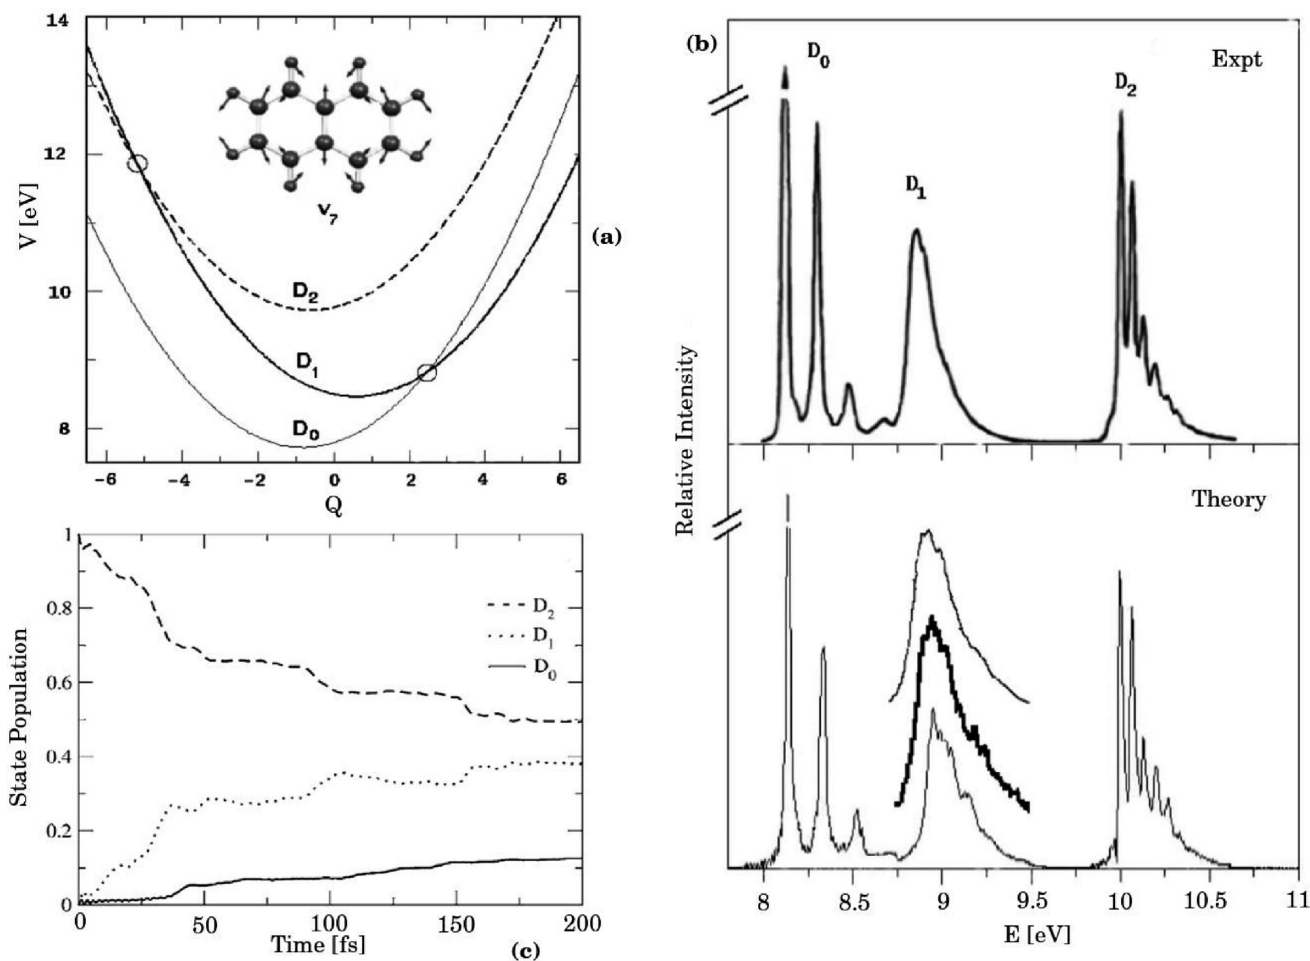 14
12
10
8
V [eV]
ν₇
D₂
D₁
D₀
−6
−4
−2
0
2
4
6
Q
(a)
1
0.8
0.6
0.4
0.2
0
State Population
D₂
D₁
D₀
0
50
100
150
200
Time [fs]
(c)
(b)
D₀
D₁
D₂
Expt
Theory
Relative Intensity
8
8.5
9
9.5
10
10.5
11
E [eV]